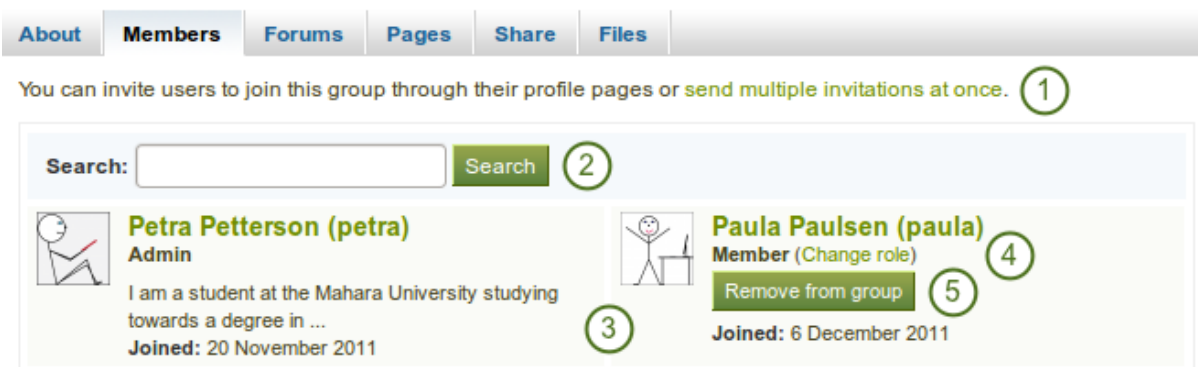 About Members Forums Pages Share Files
You can invite users to join this group through their profile pages or send multiple invitations at once. 1
Search: Search 2
Petra Petterson (petra)
Admin
I am a student at the Mahara University studying
towards a degree in ...
Joined: 20 November 2011
3
Paula Paulsen (paula)
Member (Change role) 4
Remove from group 5
Joined: 6 December 2011